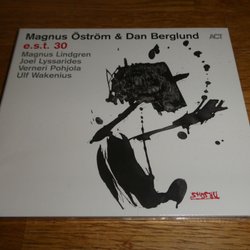 Magnus Öström & Dan Berglund
ACT
e.s.t. 30
Magnus Lindgren
Joel Lyssarides
Verneri Pohjola
Ulf Wakenius